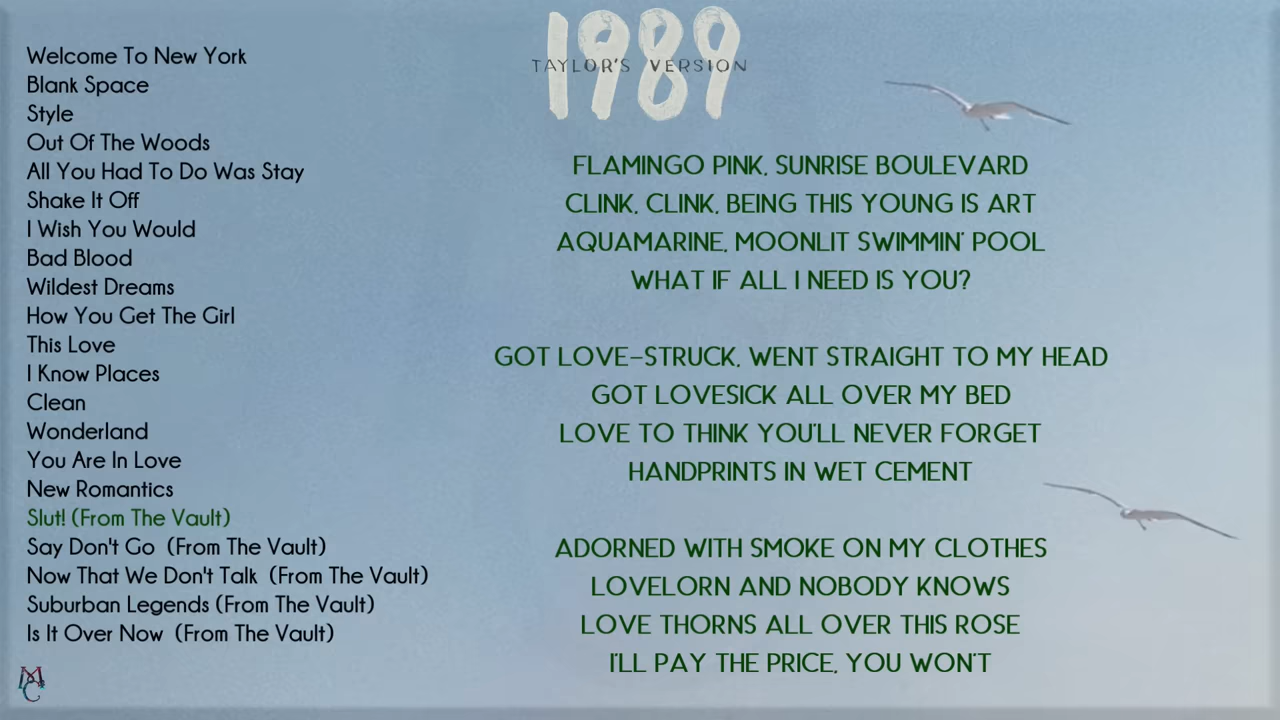 1989
TAYLOR'S VERSION
Welcome To New York
Blank Space
Style
Out Of The Woods
All You Had To Do Was Stay
Shake It Off
I Wish You Would
Bad Blood
Wildest Dreams
How You Get The Girl
This Love
I Know Places
Clean
Wonderland
You Are In Love
New Romantics
Slut! (From The Vault)
Say Don't Go (From The Vault)
Now That We Don't Talk (From The Vault)
Suburban Legends (From The Vault)
Is It Over Now (From The Vault)
FLAMINGO PINK, SUNRISE BOULEVARD
CLINK, CLINK, BEING THIS YOUNG IS ART
AQUAMARINE, MOONLIT SWIMMIN' POOL
WHAT IF ALL I NEED IS YOU?
GOT LOVE-STRUCK, WENT STRAIGHT TO MY HEAD
GOT LOVESICK ALL OVER MY BED
LOVE TO THINK YOU'LL NEVER FORGET
HANDPRINTS IN WET CEMENT
ADORNED WITH SMOKE ON MY CLOTHES
LOVELORN AND NOBODY KNOWS
LOVE THORNS ALL OVER THIS ROSE
I'LL PAY THE PRICE, YOU WON'T